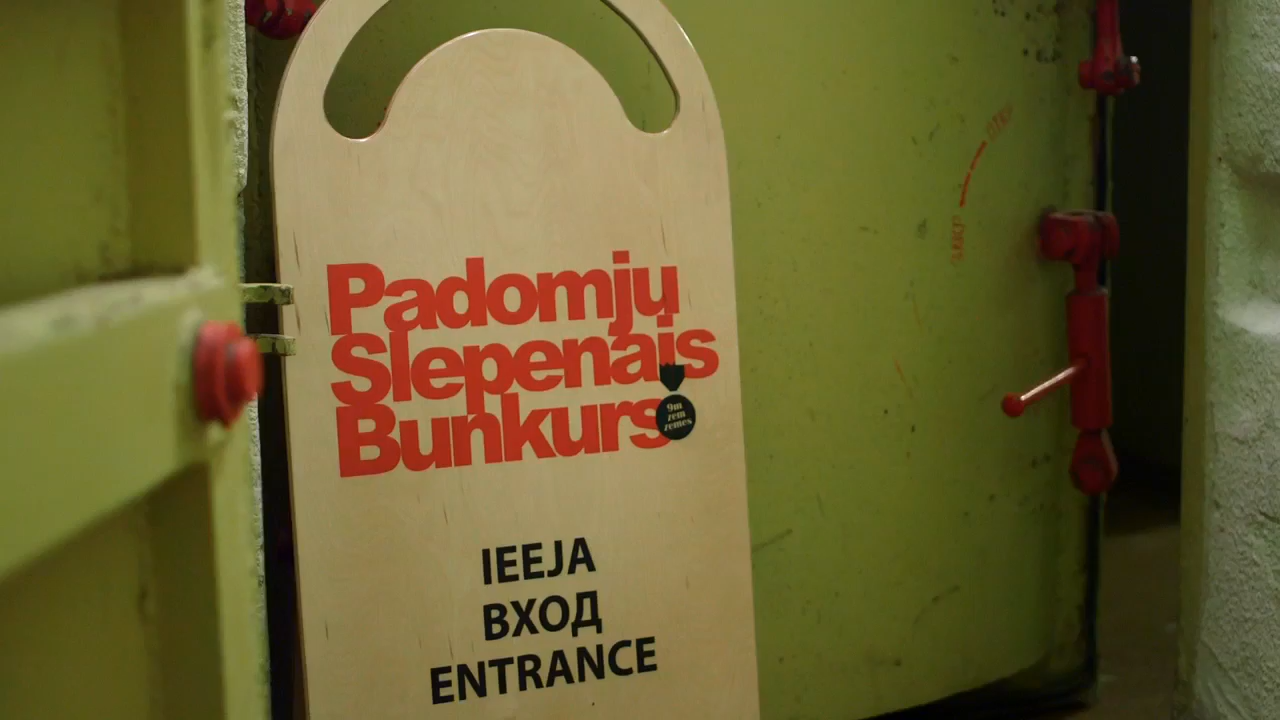 Padomju
Slepenais
Bunkurs
9m
zem
zemes
IEEJA
ВХОД
ENTRANCE